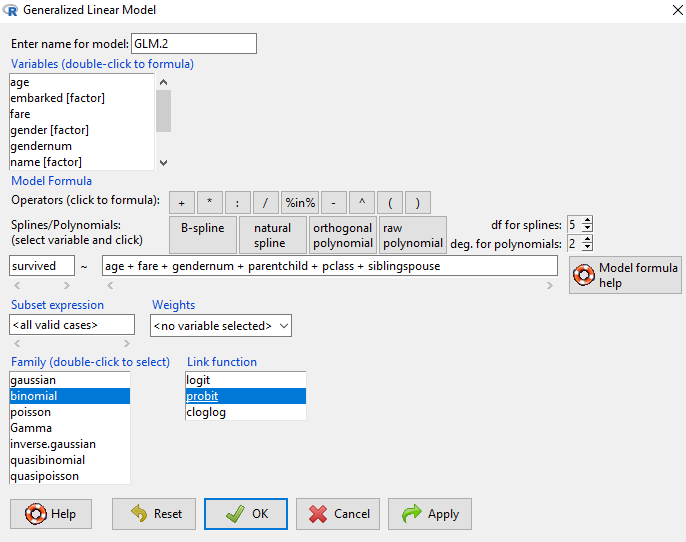 Generalized Linear Model
Enter name for model: GLM.2
Variables (double-click to formula)
age
embarked [factor]
fare
gender [factor]
gendernum
name [factor]
Model Formula
Operators (click to formula): + * : / %in% - ^ ( )
Splines/Polynomials:
(select variable and click)
B-spline
natural
spline
orthogonal
polynomial
raw
polynomial
df for splines: 5
deg. for polynomials: 2
survived ~ age + fare + gendernum + parentchild + pclass + siblingspouse
Model formula
help
Subset expression
<all valid cases>
Weights
<no variable selected>
Family (double-click to select)
gaussian
binomial
poisson
Gamma
inverse.gaussian
quasibinomial
quasipoisson
Link function
logit
probit
cloglog
Help Reset OK Cancel Apply